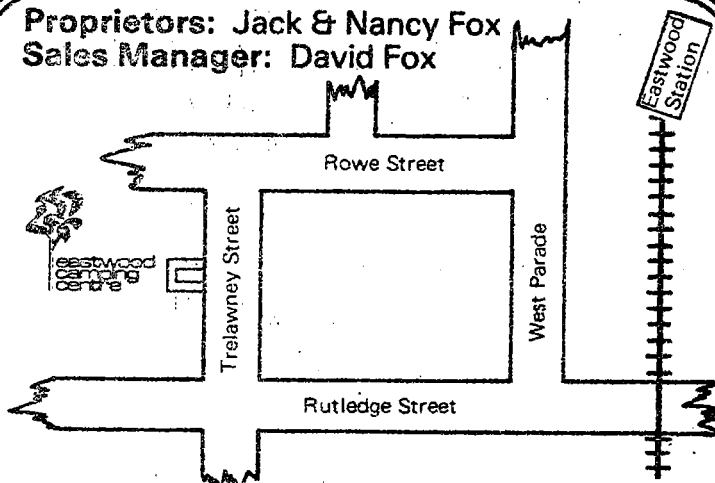 Proprietors: Jack & Nancy Fox
Sales Manager: David Fox
Eastwood
Station
Rowe Street
eastwood
camping
centre
Trelawney Street
West Parade
Rutledge Street